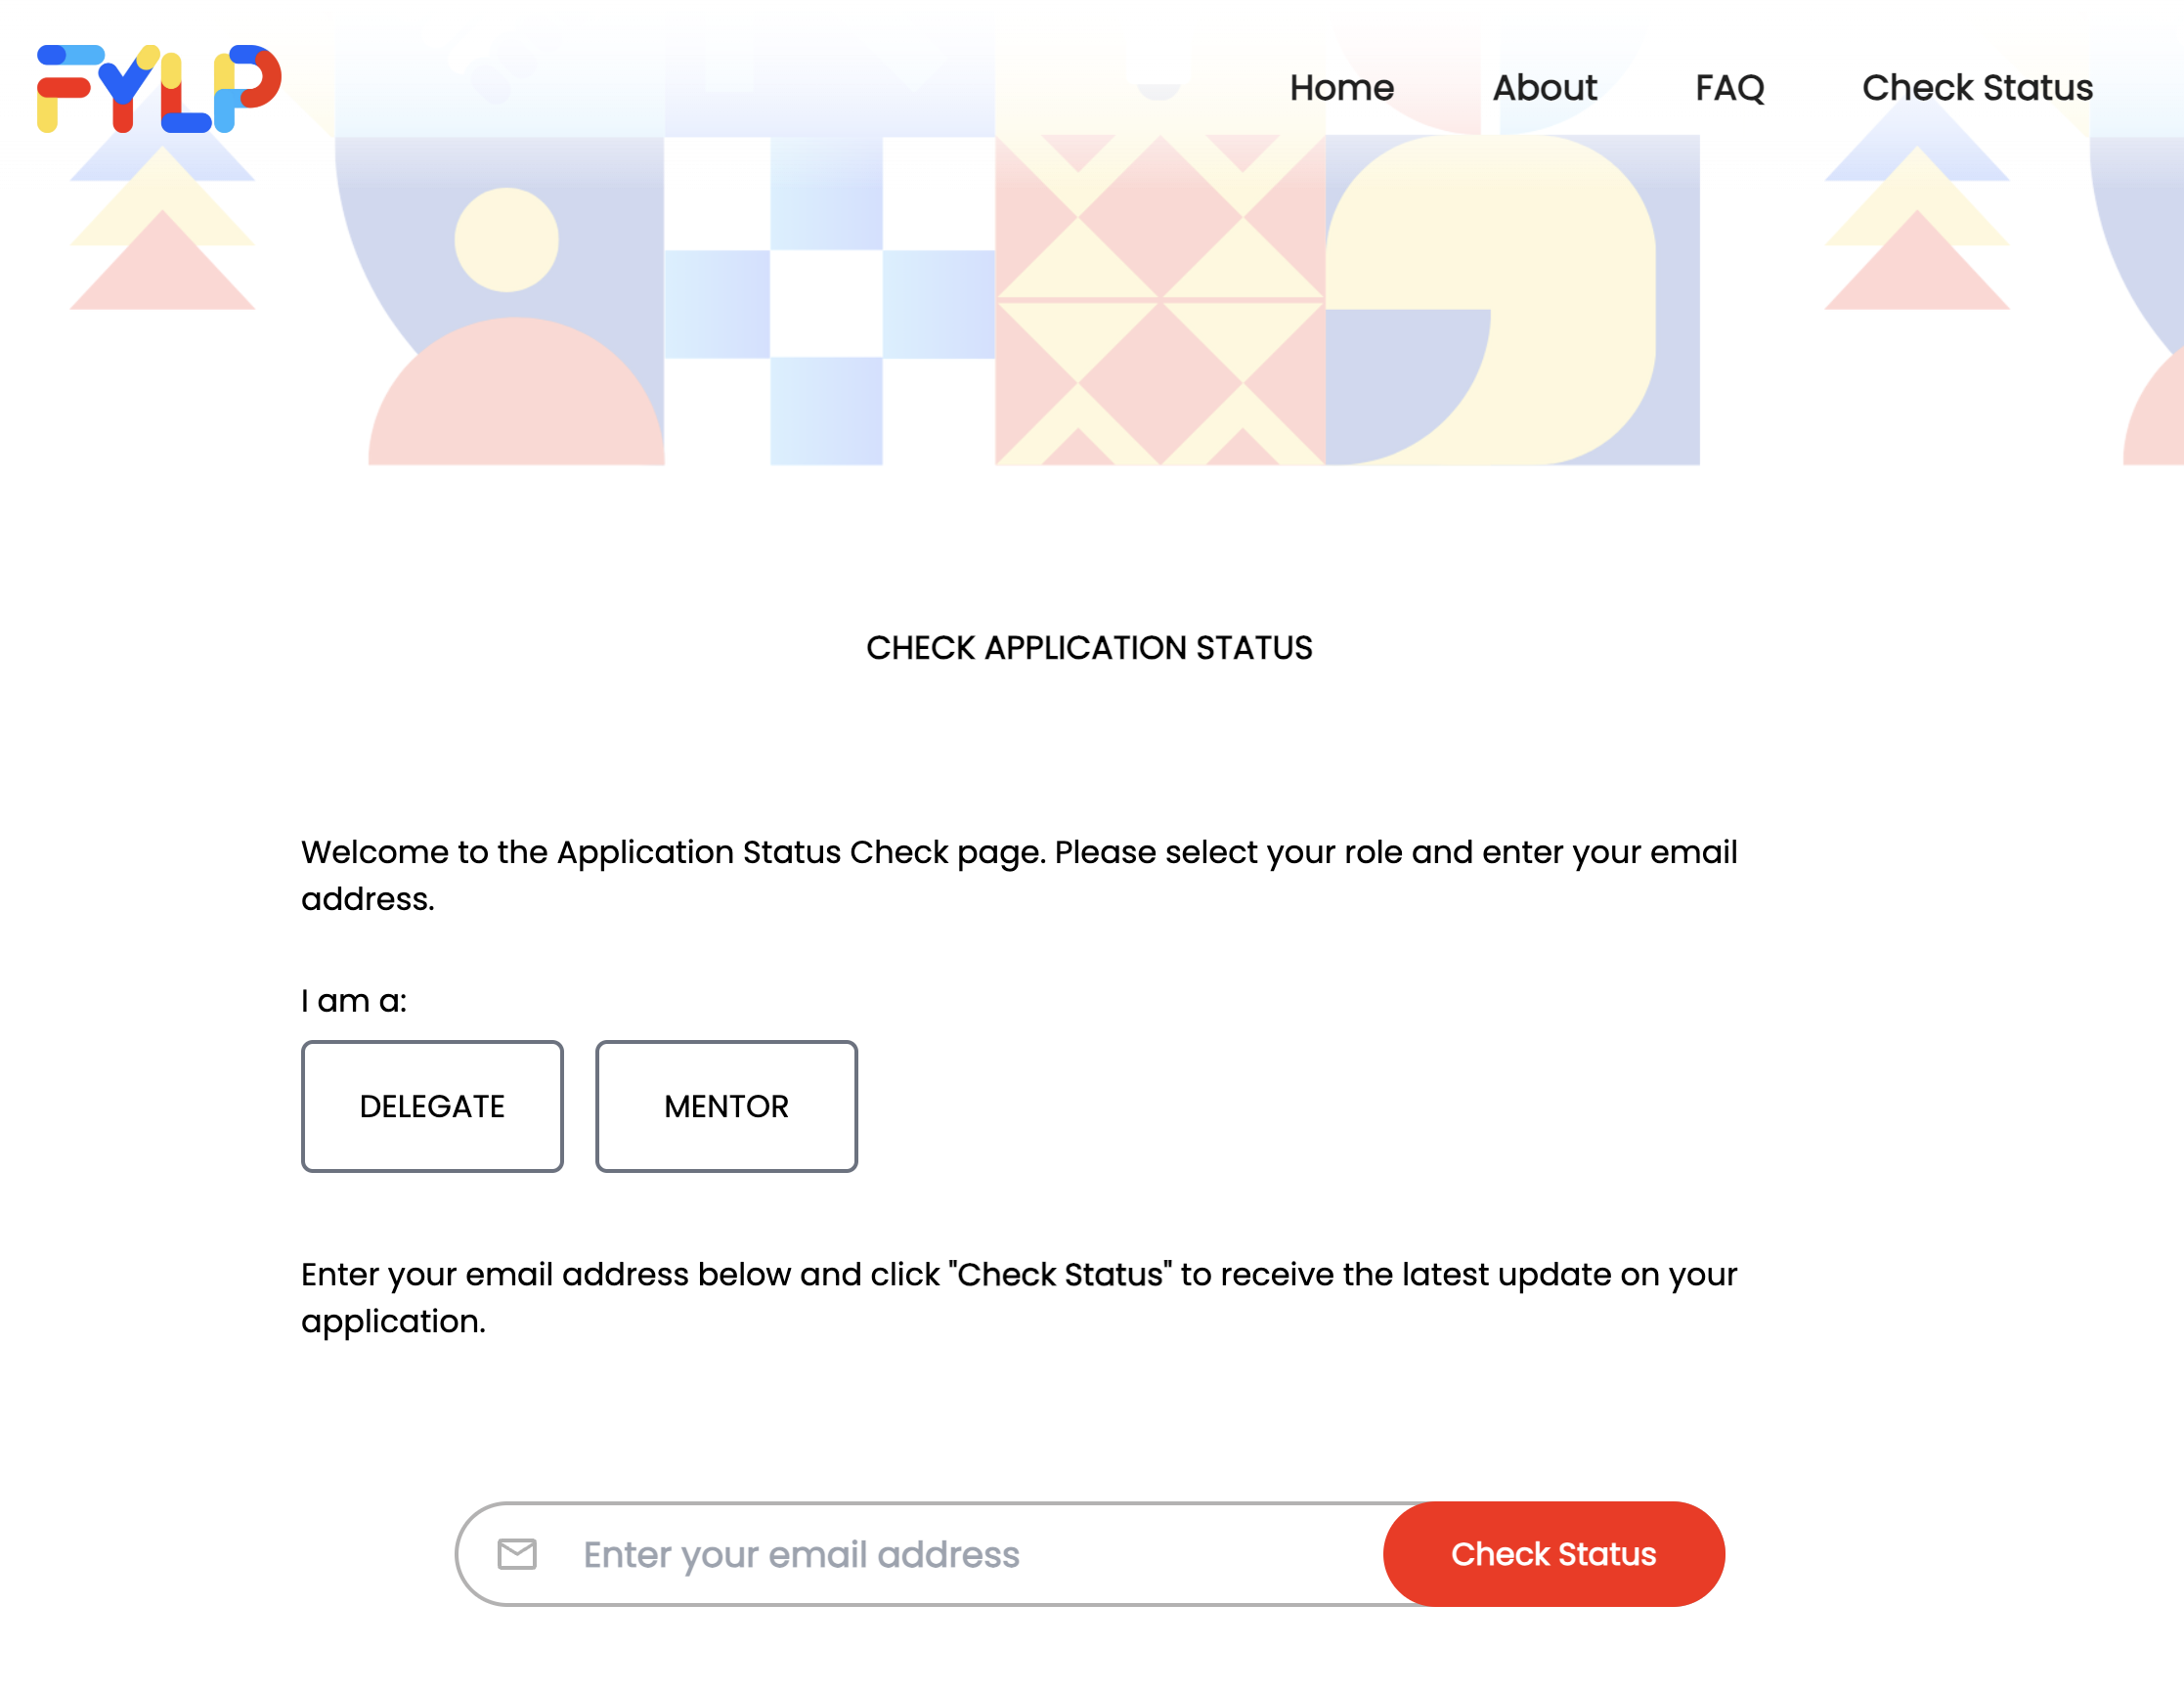 FYLP
Home
About
FAQ
Check Status
CHECK APPLICATION STATUS
Welcome to the Application Status Check page. Please select your role and enter your email
address.
I am a:
DELEGATE
MENTOR
Enter your email address below and click "Check Status" to receive the latest update on your
application.
Enter your email address
Check Status